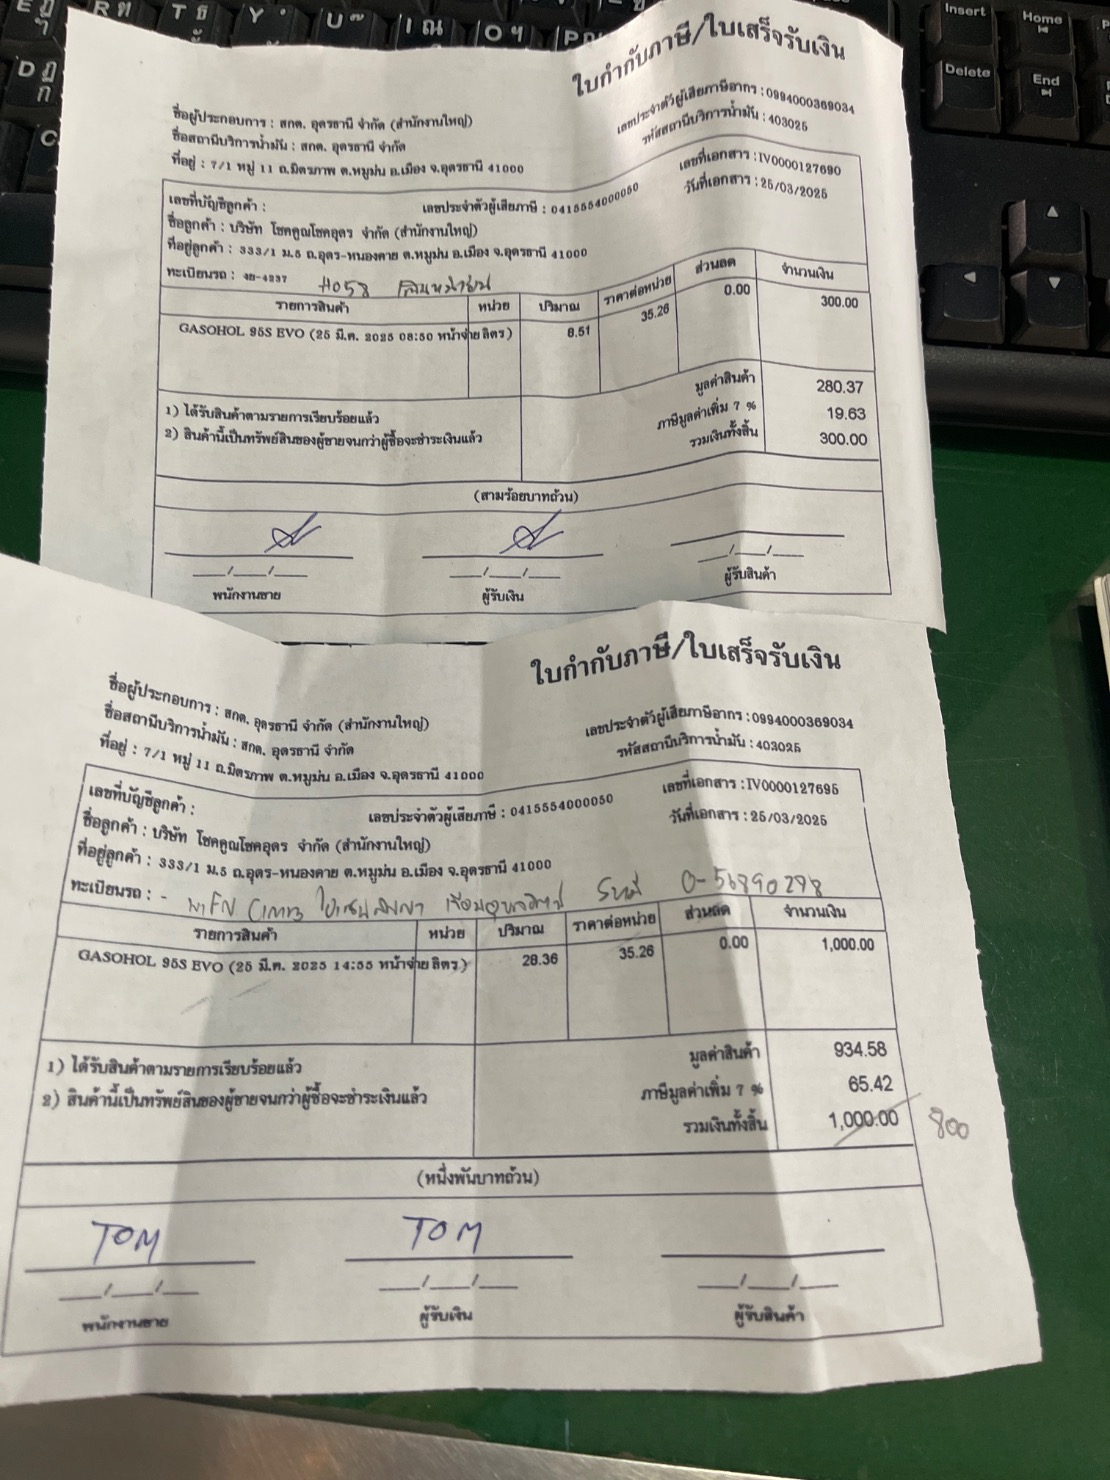 Insert
Home
Delete
End
ใบกำกับภาษี/ใบเสร็จรับเงิน
ชื่อผู้ประกอบการ : สกต. อุดรธานี จำกัด (สำนักงานใหญ่)
เลขประจำตัวผู้เสียภาษีอากร : 0994000369034
ชื่อสถานีบริการน้ำมัน : สกต. อุดรธานี จำกัด
รหัสสถานีบริการน้ำมัน : 403025
ที่อยู่ : 7/1 หมู่ 11 ถ.มิตรภาพ ต.หมูม่น อ.เมือง จ.อุดรธานี 41000
เลขที่บัญชีลูกค้า : เลขประจำตัวผู้เสียภาษี : 0415554000050 เลขที่เอกสาร : IV0000127690
ชื่อลูกค้า : บริษัท โชคคูณโชคอุดร จำกัด (สำนักงานใหญ่) วันที่เอกสาร : 25/03/2025
ที่อยู่ลูกค้า : 333/1 ม.5 ถ.อุดร-หนองคาย ต.หมูม่น อ.เมือง จ.อุดรธานี 41000
ทะเบียนรถ : 4237 H058
รายการสินค้า หน่วย ปริมาณ ราคาต่อหน่วย ส่วนลด จำนวนเงิน
GASOHOL 95S EVO (25 มี.ค. 2025 08:50 หน้าจ่าย ลิตร) 8.51 35.26 0.00 300.00
มูลค่าสินค้า 280.37
1) ได้รับสินค้าตามรายการเรียบร้อยแล้ว ภาษีมูลค่าเพิ่ม 7 % 19.63
2) สินค้านี้เป็นทรัพย์สินของผู้ขายจนกว่าผู้ซื้อจะชำระเงินแล้ว รวมเงินทั้งสิ้น 300.00
(สามร้อยบาทถ้วน)
__/__/__ __/__/__ __/__/__
พนักงานขาย ผู้รับเงิน ผู้รับสินค้า
ใบกำกับภาษี/ใบเสร็จรับเงิน
ชื่อผู้ประกอบการ : สกต. อุดรธานี จำกัด (สำนักงานใหญ่)
เลขประจำตัวผู้เสียภาษีอากร : 0994000369034
ชื่อสถานีบริการน้ำมัน : สกต. อุดรธานี จำกัด
รหัสสถานีบริการน้ำมัน : 403025
ที่อยู่ : 7/1 หมู่ 11 ถ.มิตรภาพ ต.หมูม่น อ.เมือง จ.อุดรธานี 41000
เลขที่บัญชีลูกค้า : เลขประจำตัวผู้เสียภาษี : 0415554000050 เลขที่เอกสาร : IV0000127695
ชื่อลูกค้า : บริษัท โชคคูณโชคอุดร จำกัด (สำนักงานใหญ่) วันที่เอกสาร : 25/03/2025
ที่อยู่ลูกค้า : 333/1 ม.5 ถ.อุดร-หนองคาย ต.หมูม่น อ.เมือง จ.อุดรธานี 41000
ทะเบียนรถ : - 0-56890278
รายการสินค้า หน่วย ปริมาณ ราคาต่อหน่วย ส่วนลด จำนวนเงิน
GASOHOL 95S EVO (25 มี.ค. 2025 14:55 หน้าจ่าย ลิตร) 28.36 35.26 0.00 1,000.00
มูลค่าสินค้า 934.58
1) ได้รับสินค้าตามรายการเรียบร้อยแล้ว ภาษีมูลค่าเพิ่ม 7 % 65.42
2) สินค้านี้เป็นทรัพย์สินของผู้ขายจนกว่าผู้ซื้อจะชำระเงินแล้ว รวมเงินทั้งสิ้น 1,000.00 800
(หนึ่งพันบาทถ้วน)
TOM TOM
__/__/__ __/__/__ __/__/__
พนักงานขาย ผู้รับเงิน ผู้รับสินค้า